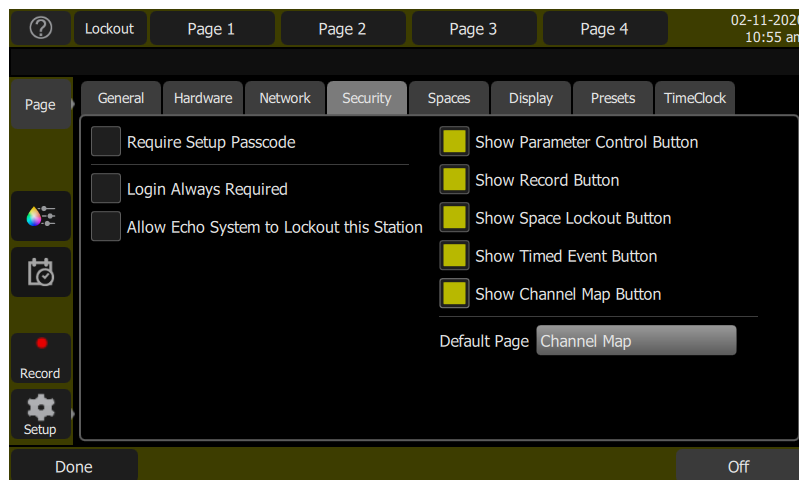 ?
Lockout
Page 1
Page 2
Page 3
Page 4
02-11-202
10:55 am
Page
General
Hardware
Network
Security
Spaces
Display
Presets
TimeClock
Require Setup Passcode
Login Always Required
Allow Echo System to Lockout this Station
Show Parameter Control Button
Show Record Button
Show Space Lockout Button
Show Timed Event Button
Show Channel Map Button
Default Page
Channel Map
Record
Setup
Done
Off